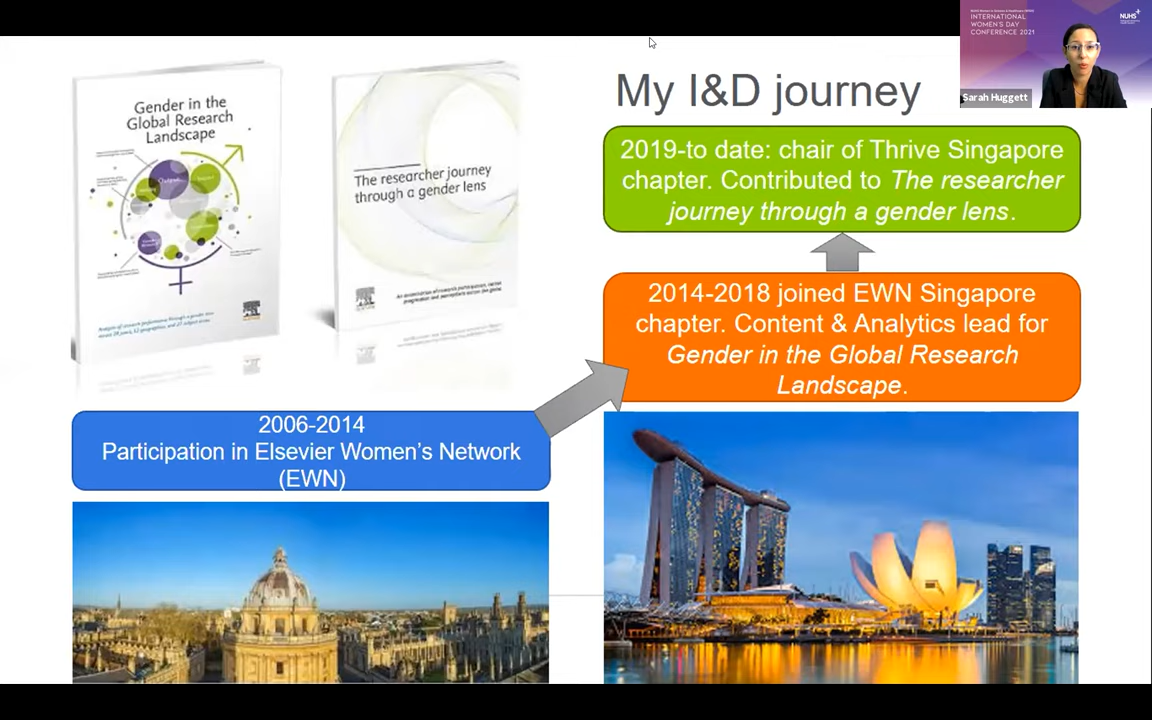 My I&D journey
INTERNATIONAL
WOMEN'S DAY
CONFERENCE 2021
NUHS
Sarah Huggett
Gender in the
Global Research
Landscape
Output
The researcher journey
through a gender lens
2019-to date: chair of Thrive Singapore
chapter. Contributed to The researcher
journey through a gender lens.
2014-2018 joined EWN Singapore
chapter. Content & Analytics lead for
Gender in the Global Research
Landscape.
2006-2014
Participation in Elsevier Women's Network
(EWN)